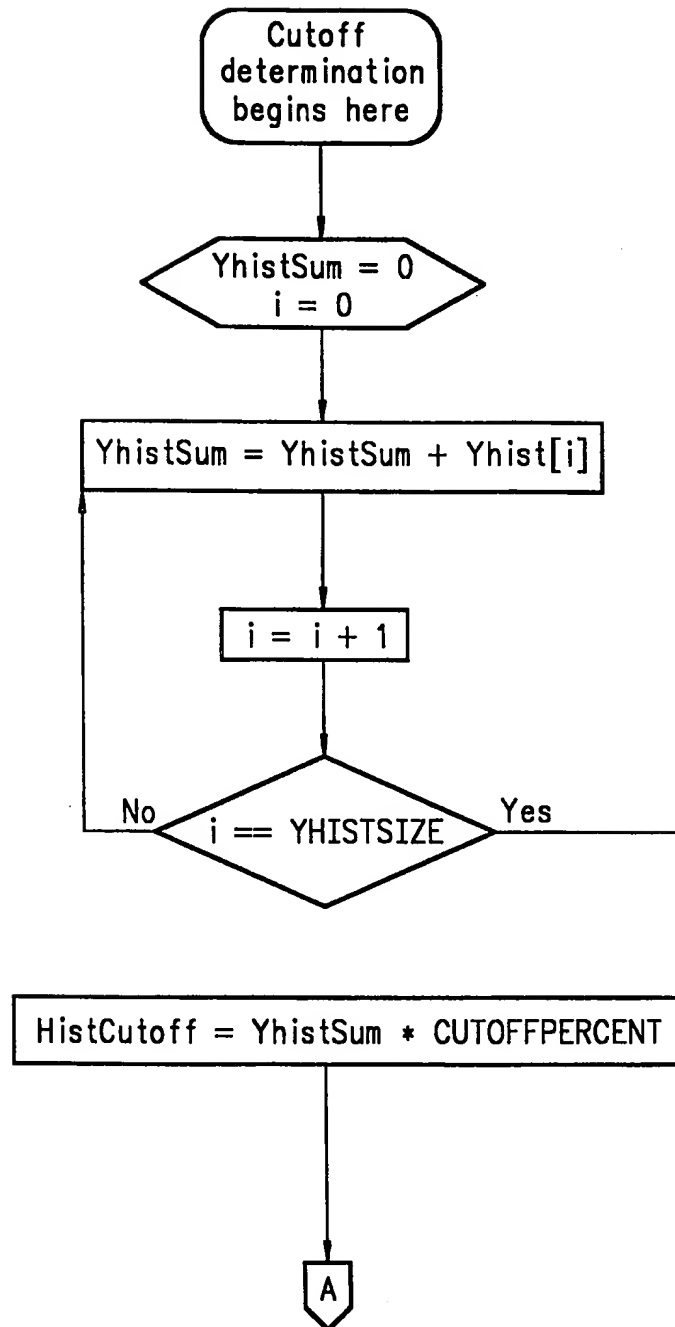 Cutoff
determination
begins here
YhistSum = 0
i = 0
YhistSum = YhistSum + Yhist[i]
i = i + 1
No
i == YHISTSIZE
Yes
HistCutoff = YhistSum * CUTOFFPERCENT
A